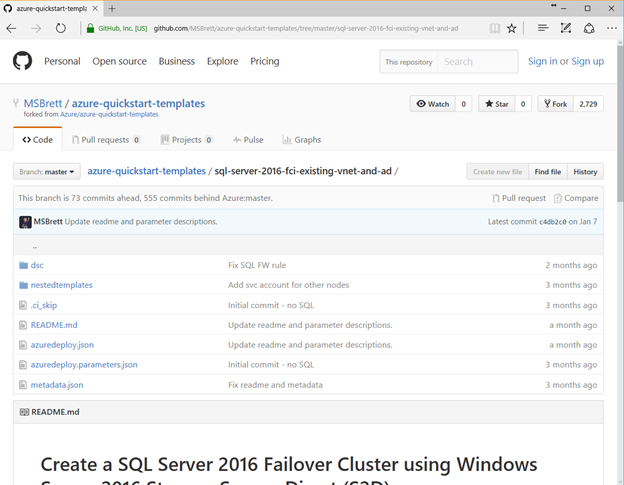 azure-quickstart-templa
GitHub, Inc. [US] github.com/MSBrett/azure-quickstart-templates/tree/master/sql-server-2016-fci-existing-vnet-and-ad
Personal Open source Business Explore Pricing This repository Search Sign in or Sign up
MSBrett / azure-quickstart-templates Watch 0 Star 0 Fork 2,729
forked from Azure/azure-quickstart-templates
Code Pull requests 0 Projects 0 Pulse Graphs
Branch: master azure-quickstart-templates / sql-server-2016-fci-existing-vnet-and-ad / Create new file Find file History
This branch is 73 commits ahead, 555 commits behind Azure:master. Pull request Compare
MSBrett Update readme and parameter descriptions. Latest commit c4db2c0 on Jan 7
..
dsc Fix SQL FW rule 2 months ago
nestedtemplates Add svc account for other nodes 3 months ago
.ci_skip Initial commit - no SQL 3 months ago
README.md Update readme and parameter descriptions. a month ago
azuredeploy.json Update readme and parameter descriptions. a month ago
azuredeploy.parameters.json Initial commit - no SQL 3 months ago
metadata.json Fix readme and metadata 3 months ago
README.md
Create a SQL Server 2016 Failover Cluster using Windows
Server 2016 Storage Spaces Direct (S2D)